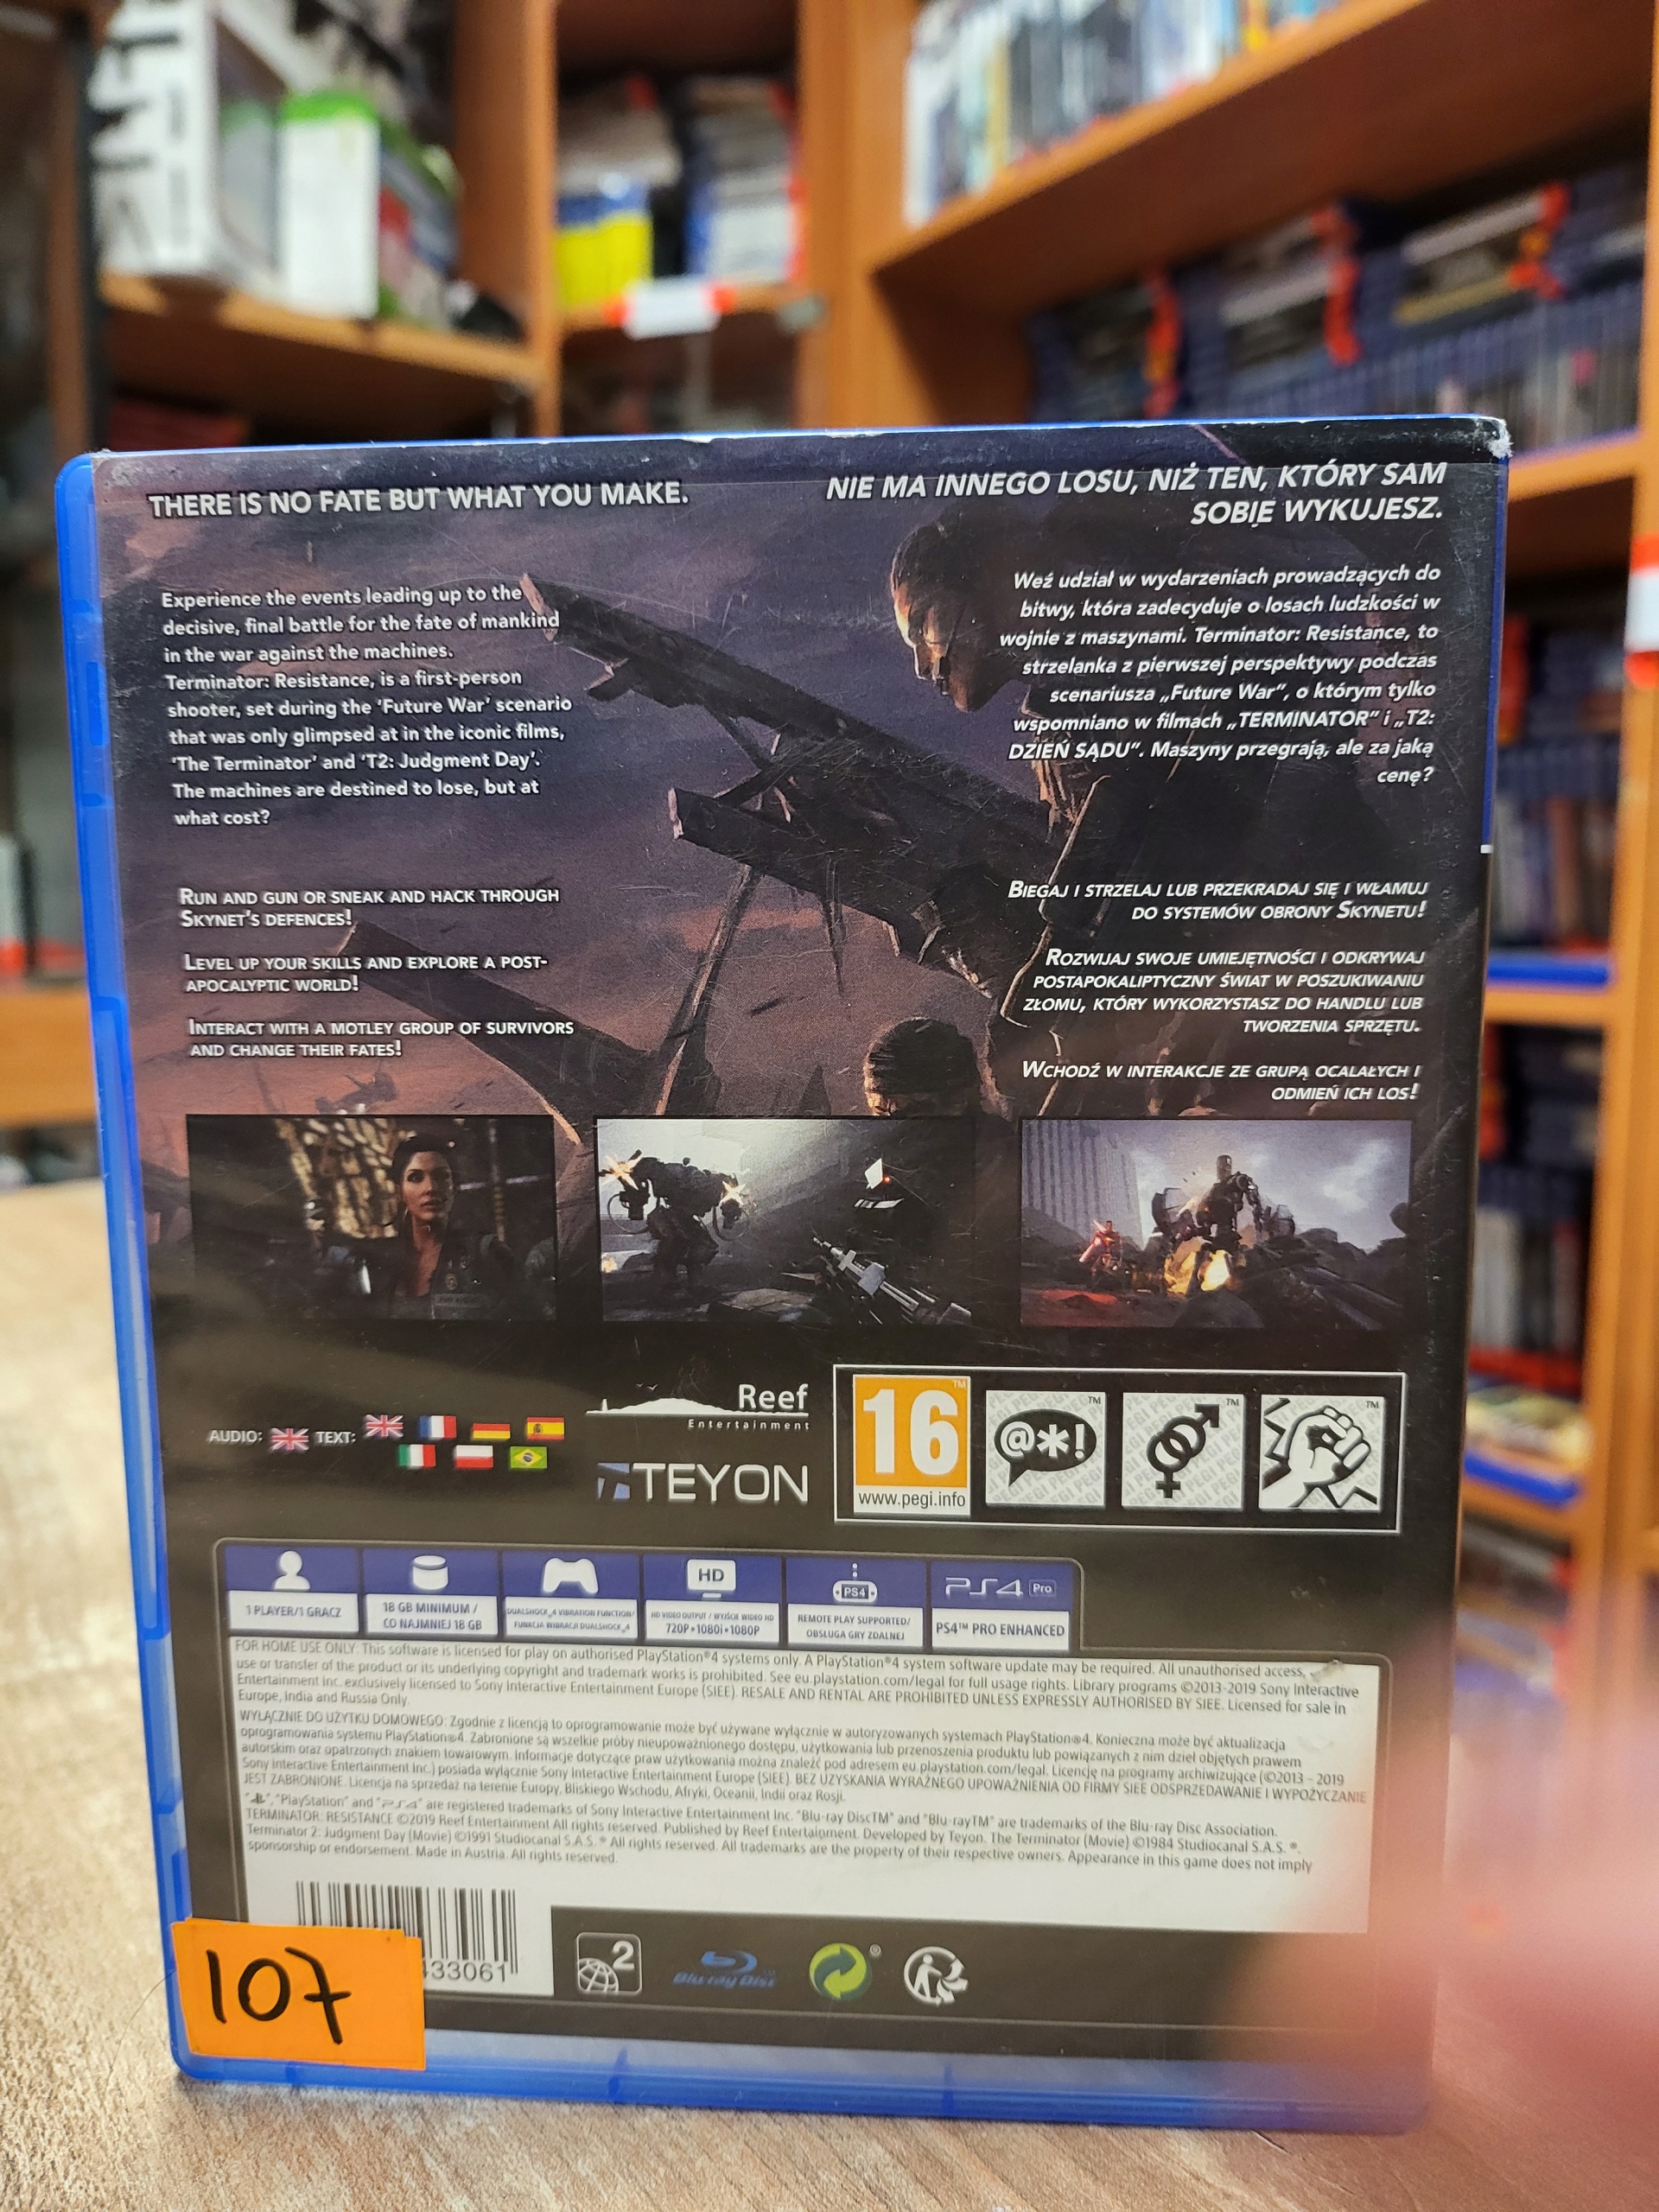 THERE IS NO FATE BUT WHAT YOU MAKE.
NIE MA INNEGO LOSU, NIŻ TEN, KTÓRY SAM
SOBIE WYKUJESZ.
Experience the events leading up to the
decisive, final battle for the fate of mankind
in the war against the machines.
Terminator: Resistance, is a first-person
shooter, set during the 'Future War' scenario
that was only glimpsed at in the iconic films,
'The Terminator' and 'T2: Judgment Day'.
The machines are destined to lose, but at
what cost?
Weź udział w wydarzeniach prowadzących do
bitwy, która zadecyduje o losach ludzkości w
wojnie z maszynami. Terminator: Resistance, to
strzelanka z pierwszej perspektywy podczas
scenariusza „Future War", o którym tylko
wspomniano w filmach „TERMINATOR" i „T2:
DZIEŃ SĄDU". Maszyny przegrają, ale za jaką
cenę?
RUN AND GUN OR SNEAK AND HACK THROUGH
SKYNET'S DEFENCES!
LEVEL UP YOUR SKILLS AND EXPLORE A POST-
APOCALYPTIC WORLD!
INTERACT WITH A MOTLEY GROUP OF SURVIVORS
AND CHANGE THEIR FATES!
BIEGAJ I STRZELAJ LUB PRZEKRADAJ SIĘ I WŁAMUJ
DO SYSTEMÓW OBRONY SKYNETU!
ROZWIJAJ SWOJE UMIEJĘTNOŚCI I ODKRYWAJ
POSTAPOKALIPTYCZNY ŚWIAT W POSZUKIWANIU
ZŁOMU, KTÓRY WYKORZYSTASZ DO HANDLU LUB
TWORZENIA SPRZĘTU.
WCHODŹ W INTERAKCJE ZE GRUPĄ OCALAŁYCH I
ODMIEŃ ICH LOS!
AUDIO: TEXT:
Reef
Entertainment
TEYON
16
www.pegi.info
@*!
1 PLAYER/1 GRACZ
18 GB MINIMUM /
CO NAJMNIEJ 18 GB
DUALSHOCK®4 VIBRATION FUNCTION/
FUNKCJA WIBRACJI DUALSHOCK®4
HD
HD VIDEO OUTPUT / WYJŚCIE WIDEO HD
720P•1080i•1080P
PS4
REMOTE PLAY SUPPORTED/
OBSŁUGA GRY ZDALNEJ
PS4 Pro
PS4™ PRO ENHANCED
FOR HOME USE ONLY: This software is licensed for play on authorised PlayStation®4 systems only. A PlayStation®4 system software update may be required. All unauthorised access,
use or transfer of the product or its underlying copyright and trademark works is prohibited. See eu.playstation.com/legal for full usage rights. Library programs ©2013-2019 Sony Interactive
Entertainment Inc. exclusively licensed to Sony Interactive Entertainment Europe (SIEE). RESALE AND RENTAL ARE PROHIBITED UNLESS EXPRESSLY AUTHORISED BY SIEE. Licensed for sale in
Europe, India and Russia Only.
WYŁĄCZNIE DO UŻYTKU DOMOWEGO: Zgodnie z licencją to oprogramowanie może być używane wyłącznie w autoryzowanych systemach PlayStation®4. Konieczna może być aktualizacja
oprogramowania systemu PlayStation®4. Zabronione są wszelkie próby nieupoważnionego dostępu, użytkowania lub przenoszenia produktu lub powiązanych z nim dzieł objętych prawem
autorskim oraz opatrzonych znakiem towarowym. Informacje dotyczące praw użytkowania można znaleźć pod adresem eu.playstation.com/legal. Licencję na programy archiwizujące (©2013 - 2019
Sony Interactive Entertainment Inc.) posiada wyłącznie Sony Interactive Entertainment Europe (SIEE). BEZ UZYSKANIA WYRAŹNEGO UPOWAŻNIENIA OD FIRMY SIEE ODSPRZEDAWANIE I WYPOŻYCZANIE
JEST ZABRONIONE. Licencja na sprzedaż na terenie Europy, Bliskiego Wschodu, Afryki, Oceanii, Indii oraz Rosji.
"PlayStation" and "PS4" are registered trademarks of Sony Interactive Entertainment Inc. "Blu-ray DiscTM" and "Blu-rayTM" are trademarks of the Blu-ray Disc Association.
TERMINATOR: RESISTANCE ©2019 Reef Entertainment All rights reserved. Published by Reef Entertainment. Developed by Teyon. The Terminator (Movie) ©1984 Studiocanal S.A.S. ®.
Terminator 2: Judgment Day (Movie) ©1991 Studiocanal S.A.S. ® All rights reserved. All trademarks are the property of their respective owners. Appearance in this game does not imply
sponsorship or endorsement. Made in Austria. All rights reserved.
33061
2
Blu-ray Disc
107